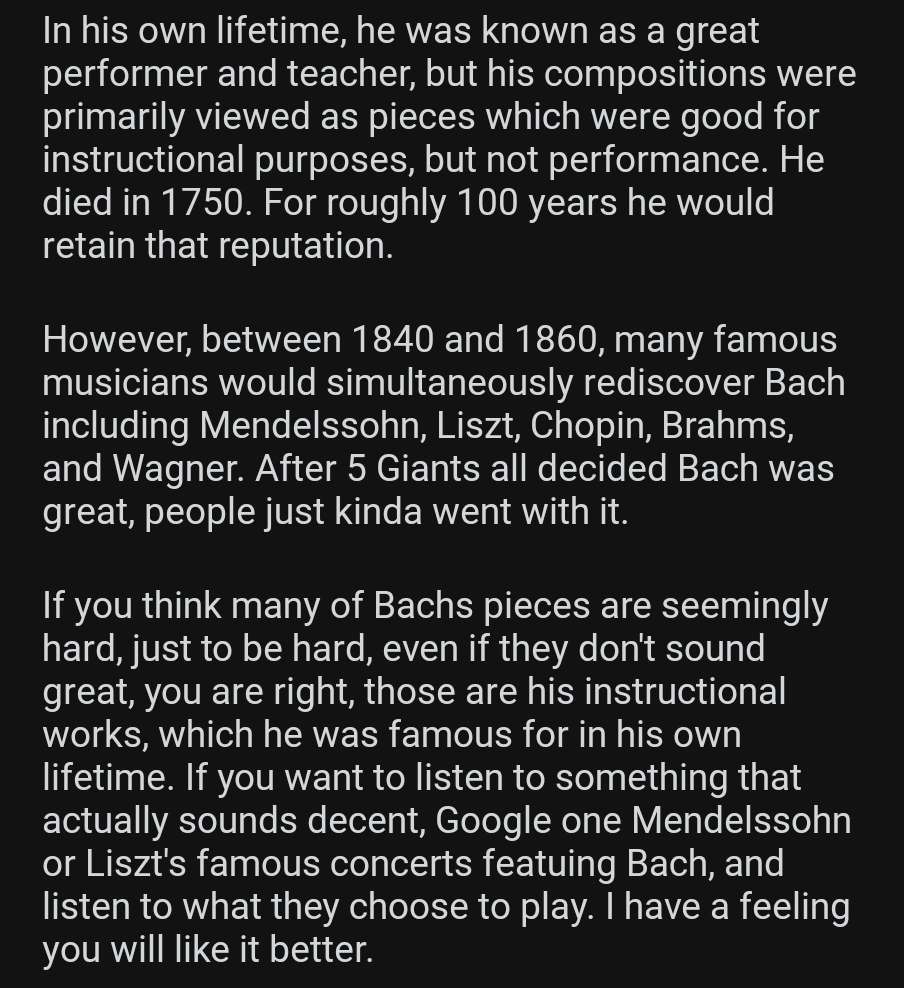 In his own lifetime, he was known as a great
performer and teacher, but his compositions were
primarily viewed as pieces which were good for
instructional purposes, but not performance. He
died in 1750. For roughly 100 years he would
retain that reputation.
However, between 1840 and 1860, many famous
musicians would simultaneously rediscover Bach
including Mendelssohn, Liszt, Chopin, Brahms,
and Wagner. After 5 Giants all decided Bach was
great, people just kinda went with it.
If you think many of Bachs pieces are seemingly
hard, just to be hard, even if they don't sound
great, you are right, those are his instructional
works, which he was famous for in his own
lifetime. If you want to listen to something that
actually sounds decent, Google one Mendelssohn
or Liszt's famous concerts featuing Bach, and
listen to what they choose to play. I have a feeling
you will like it better.